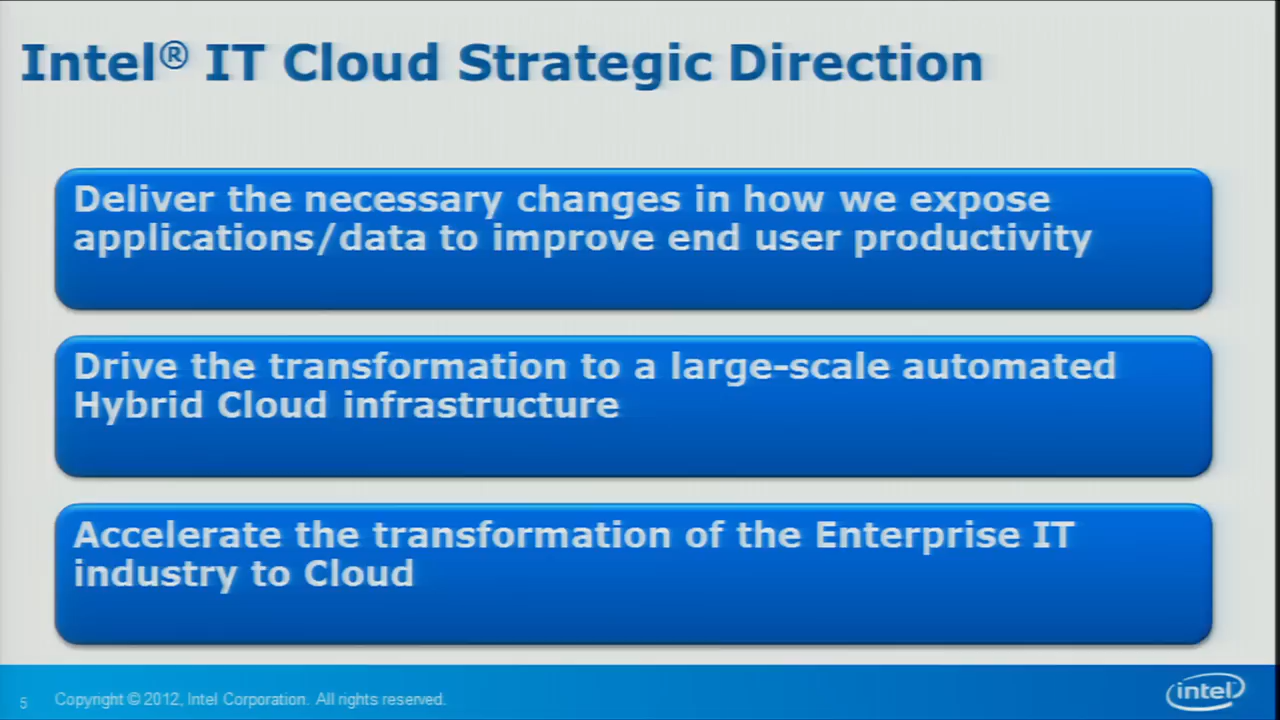 Intel® IT Cloud Strategic Direction
Deliver the necessary changes in how we expose
applications/data to improve end user productivity
Drive the transformation to a large-scale automated
Hybrid Cloud infrastructure
Accelerate the transformation of the Enterprise IT
industry to Cloud
5 Copyright © 2012, Intel Corporation. All rights reserved.
intel™